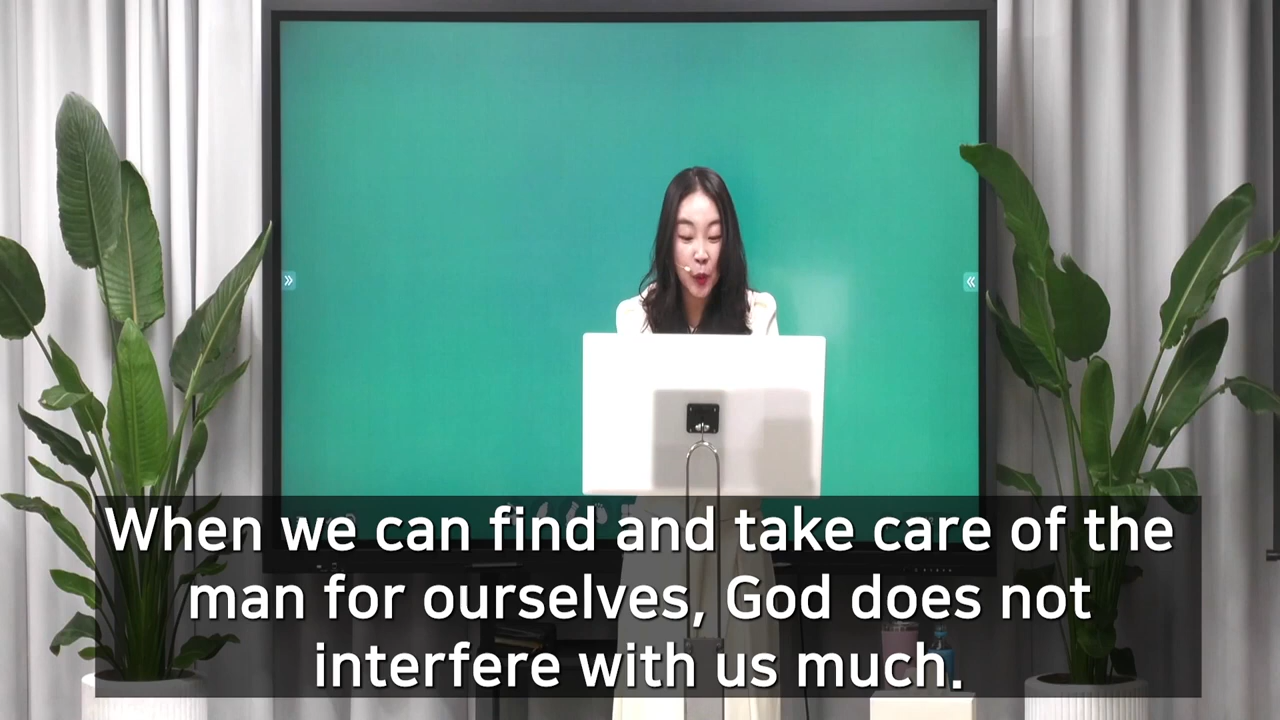 When we can find and take care of the
man for ourselves, God does not
interfere with us much.